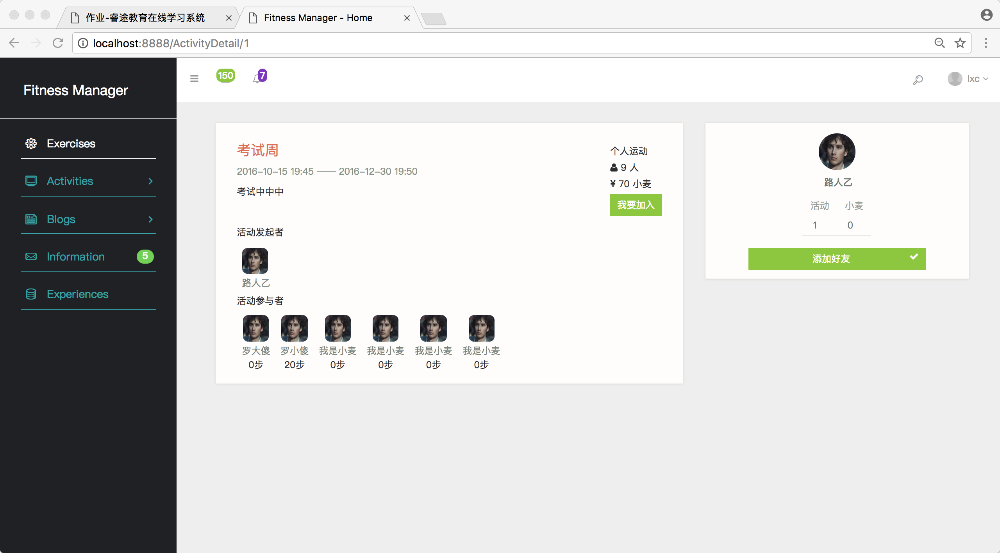 作业-睿途教育在线学习系统
Fitness Manager - Home
localhost:8888/ActivityDetail/1
Fitness Manager
150
7
lxc
Exercises
Activities
Blogs
Information 5
Experiences
考试周
2016-10-15 19:45 —— 2016-12-30 19:50
考试中中中
个人运动
9 人
¥ 70 小麦
我要加入
活动发起者
路人乙
活动参与者
罗大傻 罗小傻 我是小麦 我是小麦 我是小麦 我是小麦
0步 20步 0步 0步 0步 0步
路人乙
活动 小麦
1 0
添加好友